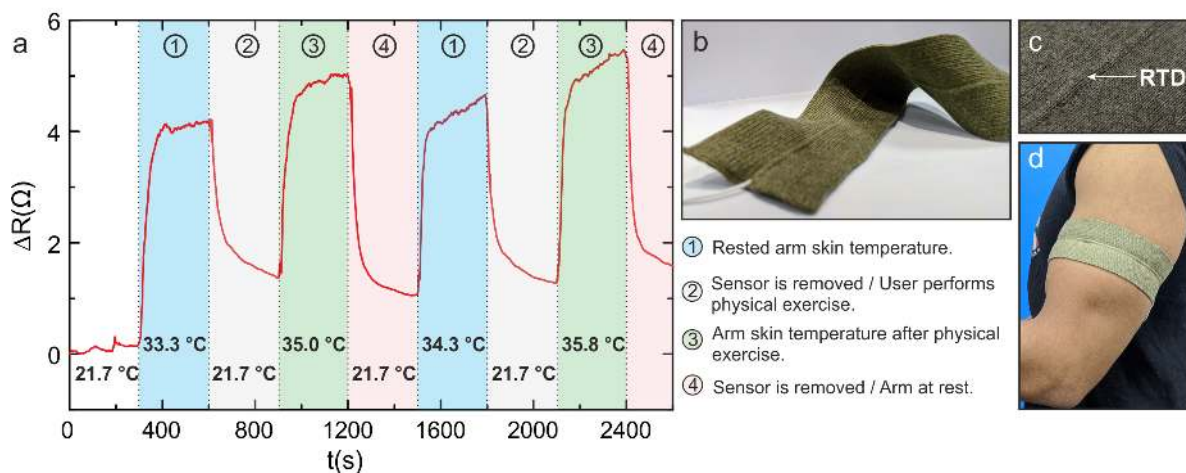 a
ΔR(Ω)
6
4
2
0
① ② ③ ④ ① ② ③ ④
33.3 °C 35.0 °C 34.3 °C 35.8 °C
21.7 °C 21.7 °C 21.7 °C 21.7 °C
0 400 800 1200 1600 2000 2400
t(s)
b
c
RTD
d
① Rested arm skin temperature.
② Sensor is removed / User performs
physical exercise.
③ Arm skin temperature after physical
exercise.
④ Sensor is removed / Arm at rest.